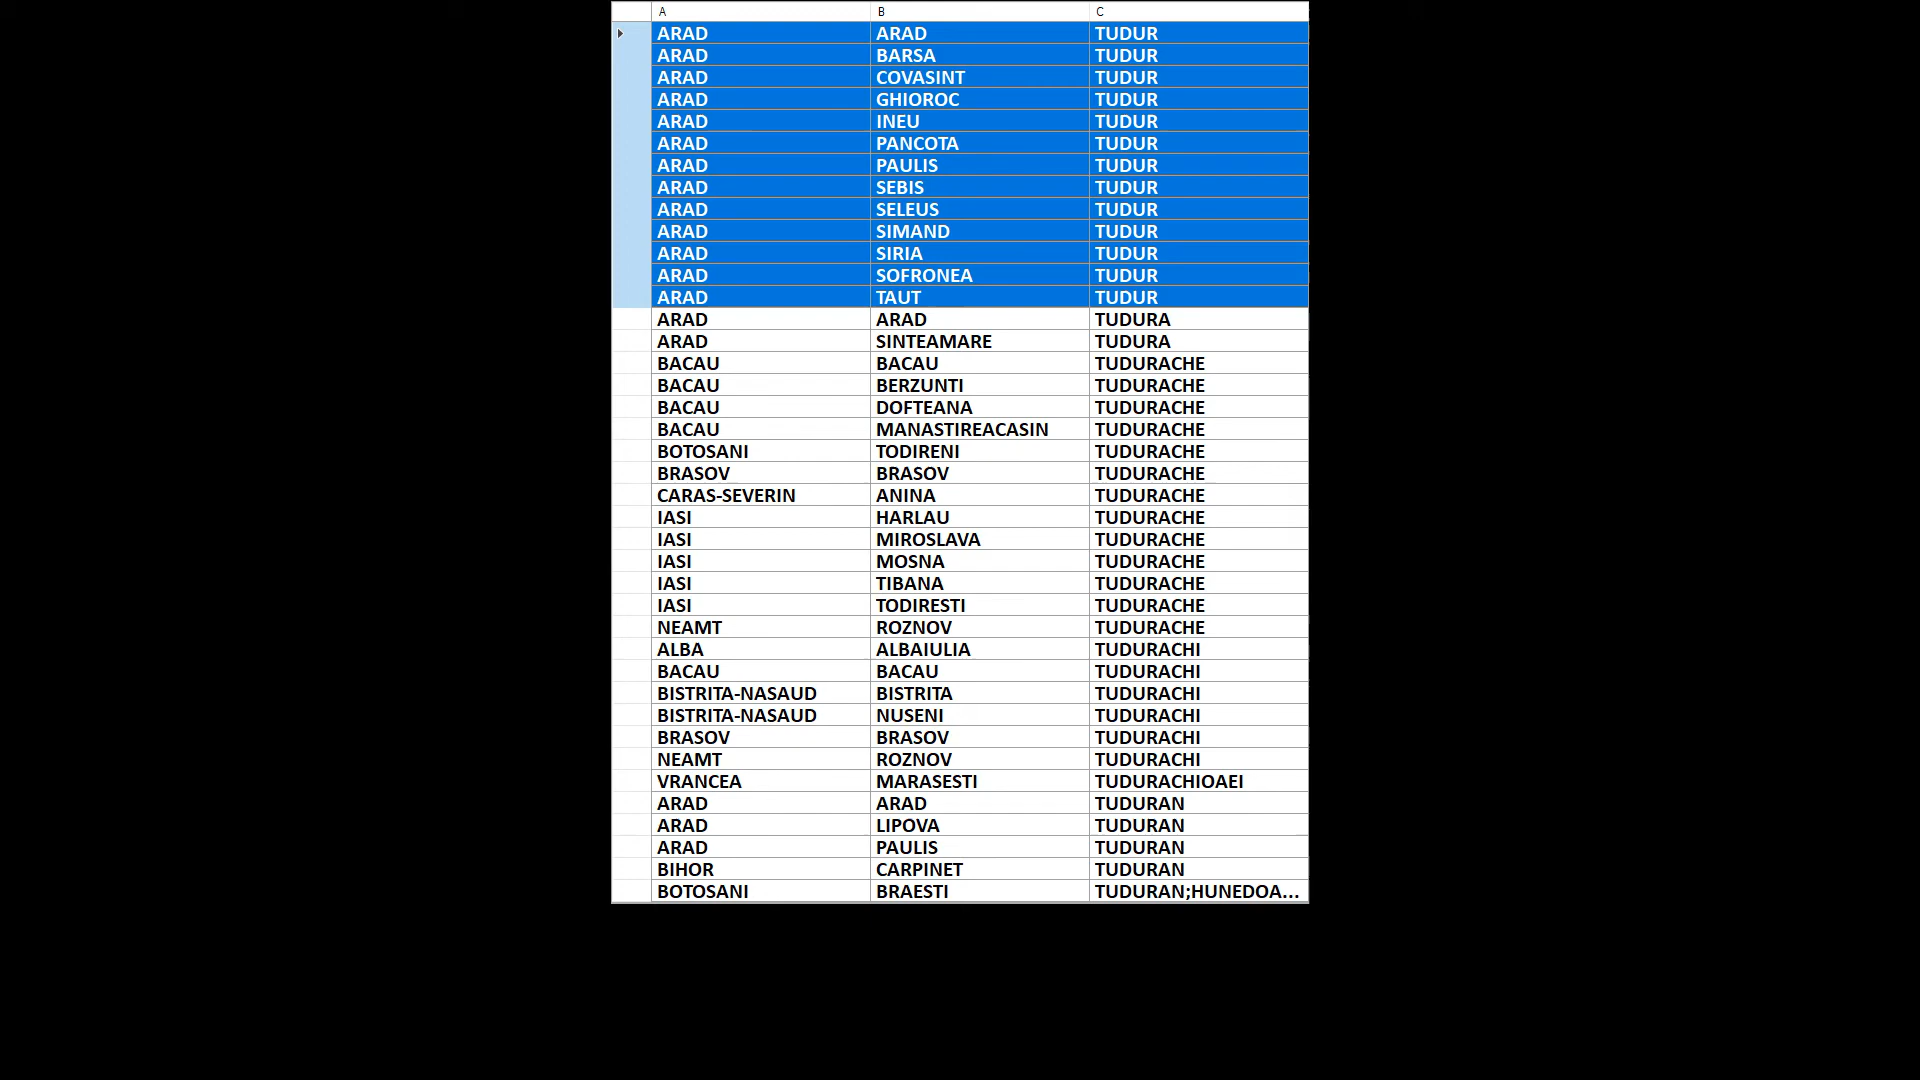 A B C
ARAD ARAD TUDUR
ARAD BARSA TUDUR
ARAD COVASINT TUDUR
ARAD GHIOROC TUDUR
ARAD INEU TUDUR
ARAD PANCOTA TUDUR
ARAD PAULIS TUDUR
ARAD SEBIS TUDUR
ARAD SELEUS TUDUR
ARAD SIMAND TUDUR
ARAD SIRIA TUDUR
ARAD SOFRONEA TUDUR
ARAD TAUT TUDUR
ARAD ARAD TUDURA
ARAD SINTEAMARE TUDURA
BACAU BACAU TUDURACHE
BACAU BERZUNTI TUDURACHE
BACAU DOFTEANA TUDURACHE
BACAU MANASTIREACASIN TUDURACHE
BOTOSANI TODIRENI TUDURACHE
BRASOV BRASOV TUDURACHE
CARAS-SEVERIN ANINA TUDURACHE
IASI HARLAU TUDURACHE
IASI MIROSLAVA TUDURACHE
IASI MOSNA TUDURACHE
IASI TIBANA TUDURACHE
IASI TODIRESTI TUDURACHE
NEAMT ROZNOV TUDURACHE
ALBA ALBAIULIA TUDURACHI
BACAU BACAU TUDURACHI
BISTRITA-NASAUD BISTRITA TUDURACHI
BISTRITA-NASAUD NUSENI TUDURACHI
BRASOV BRASOV TUDURACHI
NEAMT ROZNOV TUDURACHI
VRANCEA MARASESTI TUDURACHIOAEI
ARAD ARAD TUDURAN
ARAD LIPOVA TUDURAN
ARAD PAULIS TUDURAN
BIHOR CARPINET TUDURAN
BOTOSANI BRAESTI TUDURAN;HUNEDOA...